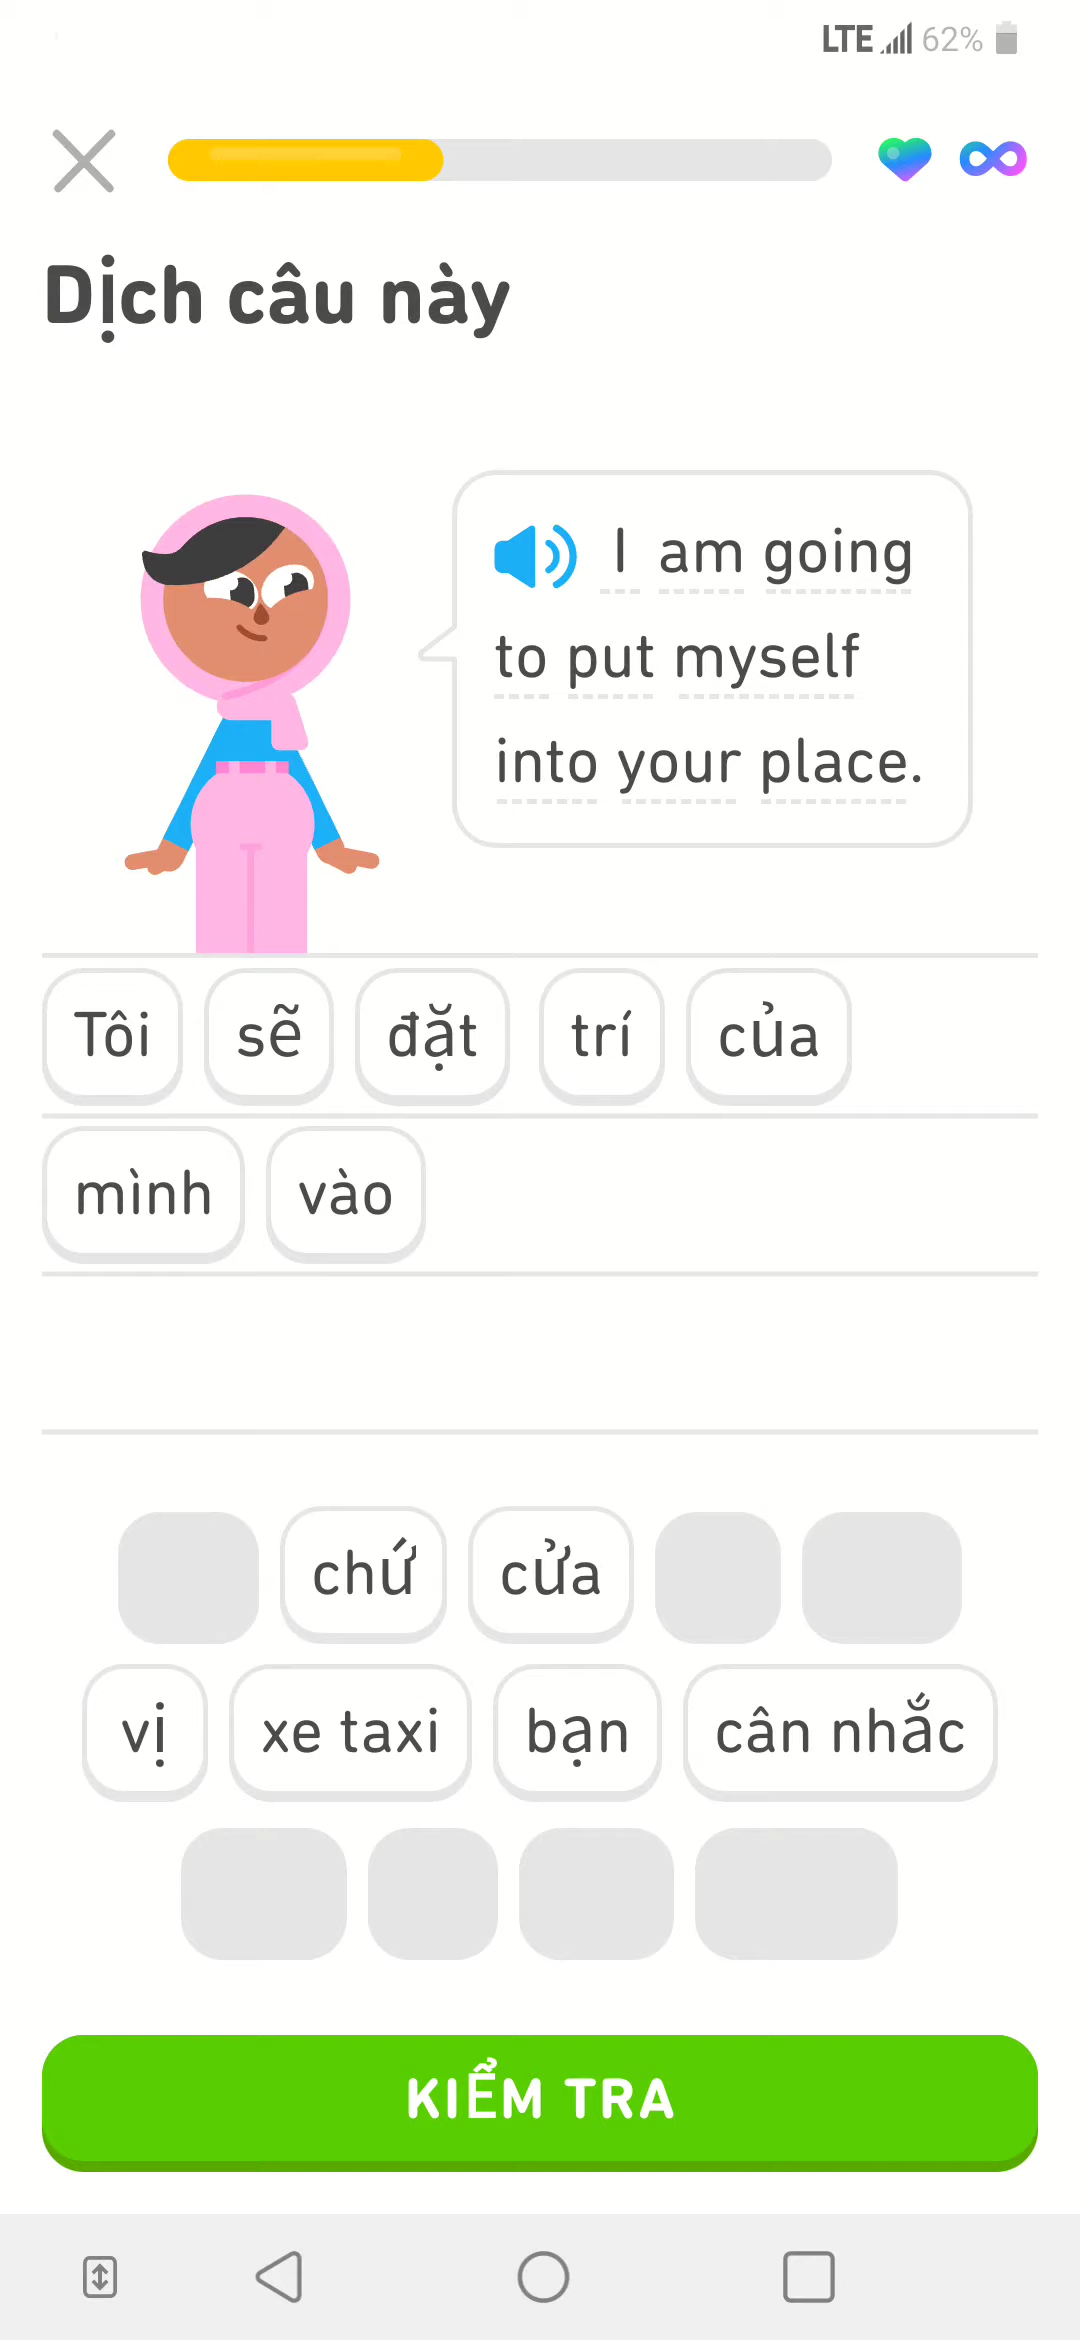 LTE 62%
Dịch câu này
I am going
to put myself
into your place.
Tôi sẽ đặt trí của
mình vào
chứ cửa
vị xe taxi bạn cân nhắc
KIỂM TRA